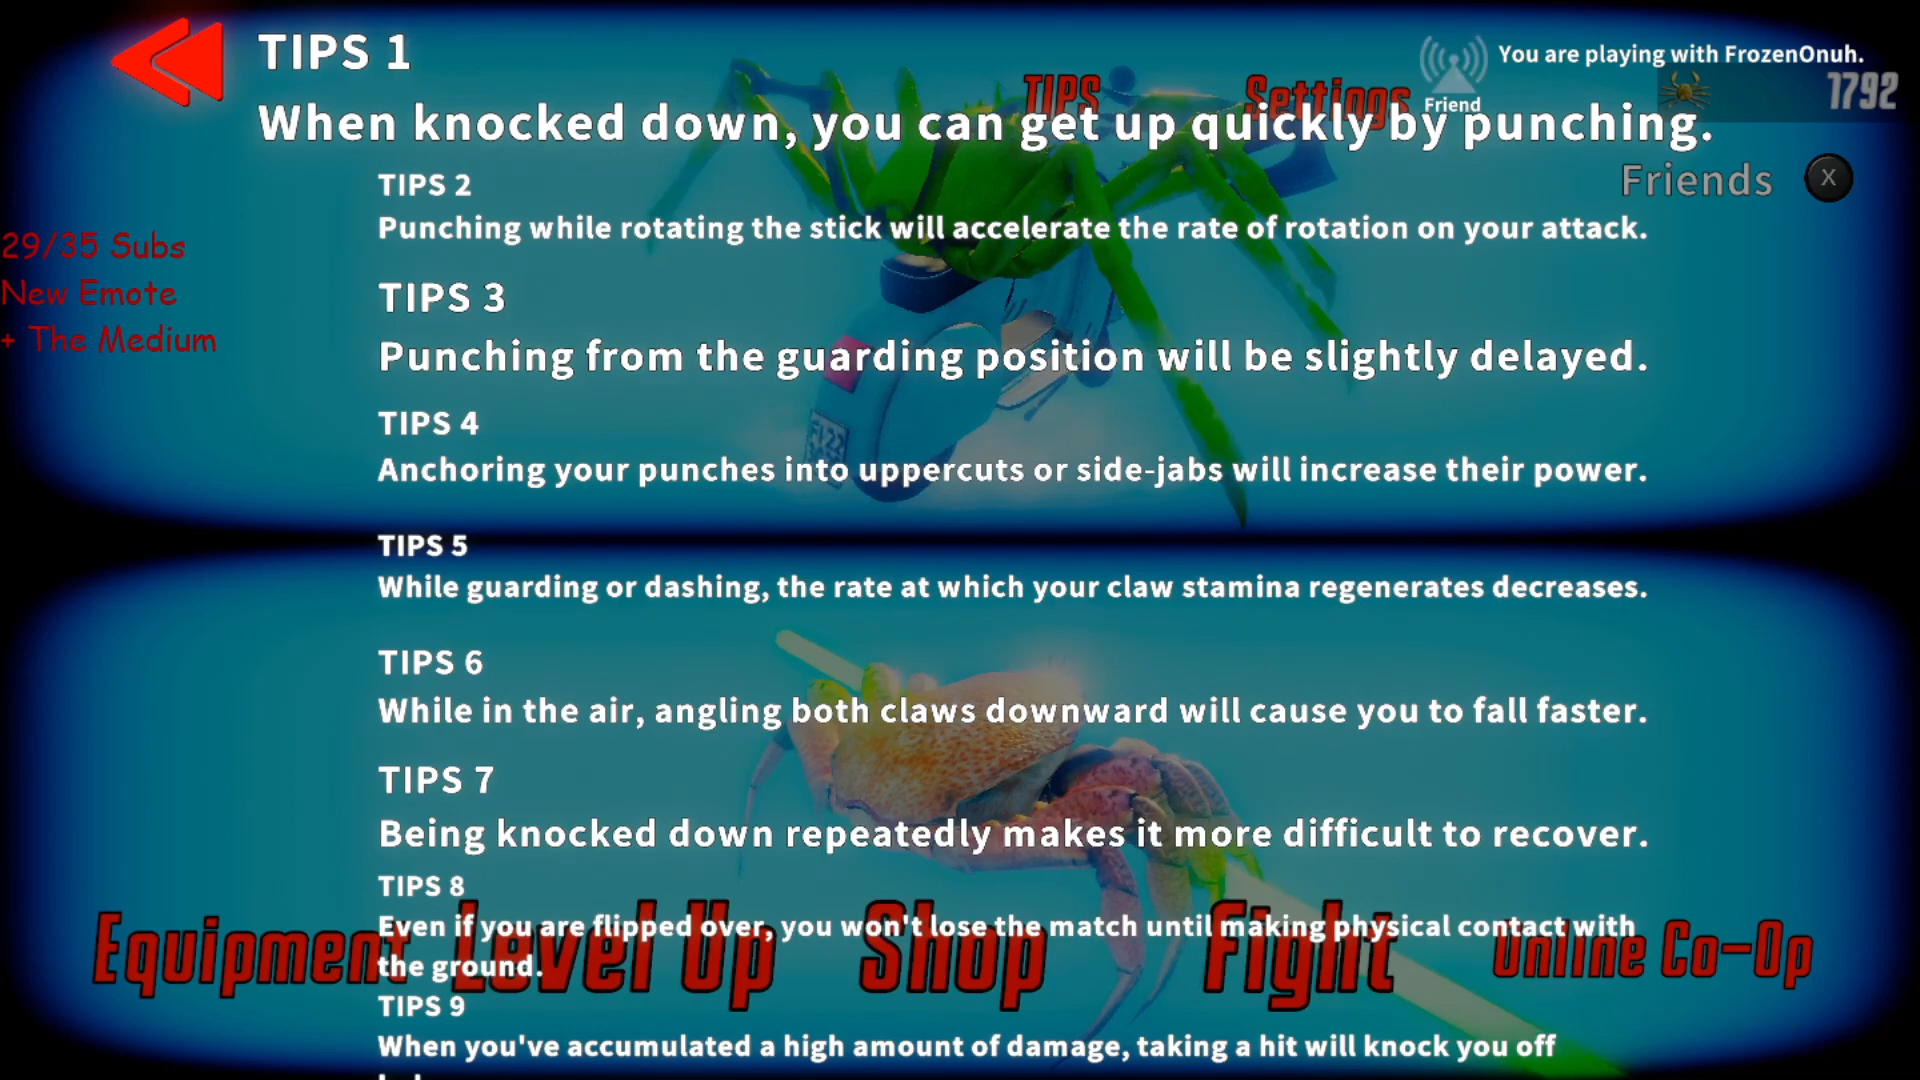 TIPS 1
You are playing with FrozenOnuh.
TIPS
Settings
Friend
1792
When knocked down, you can get up quickly by punching.
Friends
X
TIPS 2
Punching while rotating the stick will accelerate the rate of rotation on your attack.
29/35 Subs
New Emote
+ The Medium
TIPS 3
Punching from the guarding position will be slightly delayed.
TIPS 4
Anchoring your punches into uppercuts or side-jabs will increase their power.
TIPS 5
While guarding or dashing, the rate at which your claw stamina regenerates decreases.
TIPS 6
While in the air, angling both claws downward will cause you to fall faster.
TIPS 7
Being knocked down repeatedly makes it more difficult to recover.
TIPS 8
Even if you are flipped over, you won't lose the match until making physical contact with
the ground.
Equipment
Level Up
Shop
Fight
Online Co-Op
TIPS 9
When you've accumulated a high amount of damage, taking a hit will knock you off